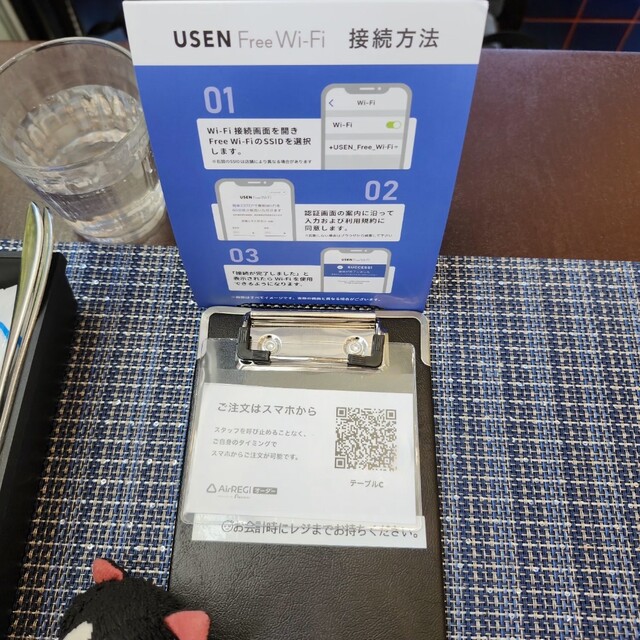 USEN Free Wi-Fi 接続方法
01
Wi-Fi 接続画面を開き
Free Wi-FiのSSIDを選択
します。
Wi-Fi
Wi-Fi
USEN_Free_Wi-Fi
02
認証画面の案内に沿って
入力および利用規約に
同意します。
03
「接続が完了しました」と
表示されたら Wi-Fi を使用
できるようになります。
SUCCESS!
ご注文はスマホから
スタッフを呼び止めることなく、
ご自身のタイミングで
スマホからご注文が可能です。
テーブルC
AirREGI オーダー
お会計時にレジまでお持ちください。